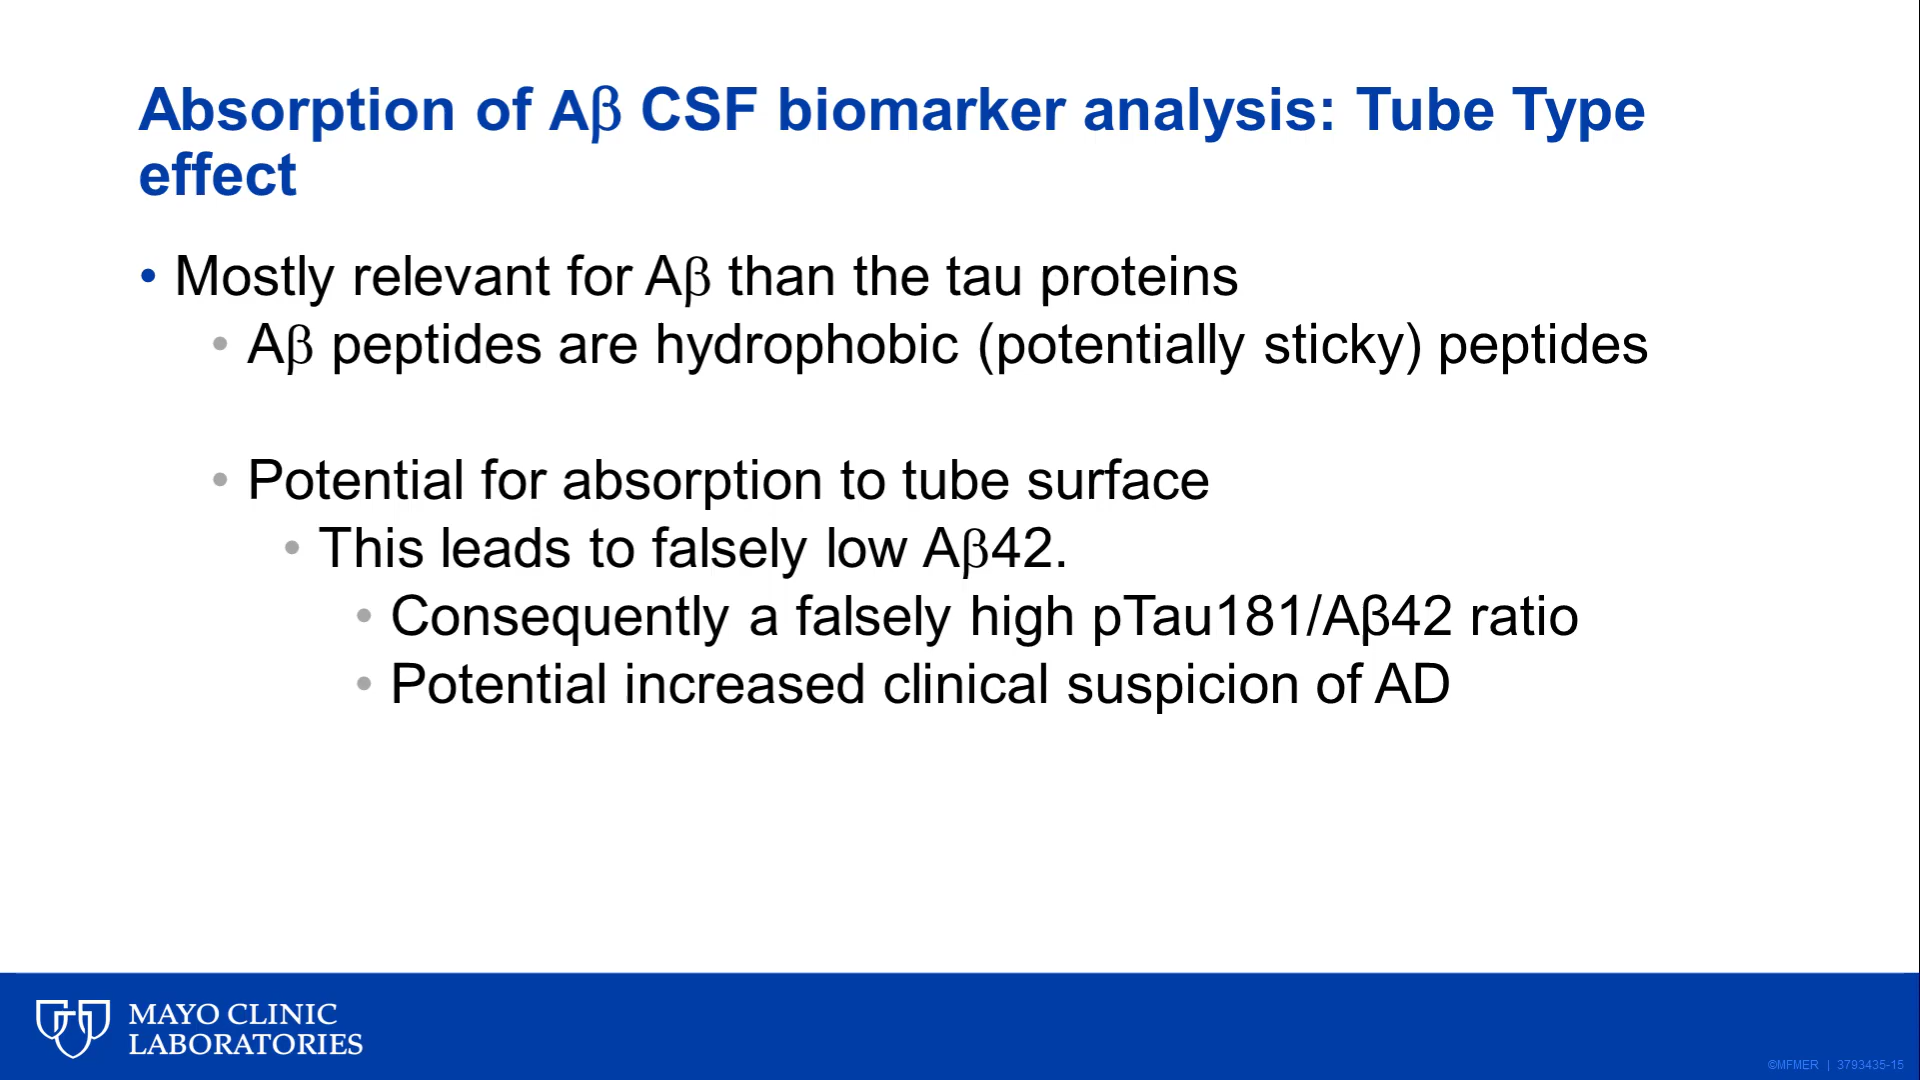 Absorption of Aβ CSF biomarker analysis: Tube Type
effect
• Mostly relevant for Aβ than the tau proteins
• Aβ peptides are hydrophobic (potentially sticky) peptides
• Potential for absorption to tube surface
• This leads to falsely low Aβ42.
• Consequently a falsely high pTau181/Aβ42 ratio
• Potential increased clinical suspicion of AD
MAYO CLINIC
LABORATORIES
©MFMER | 3793435-15